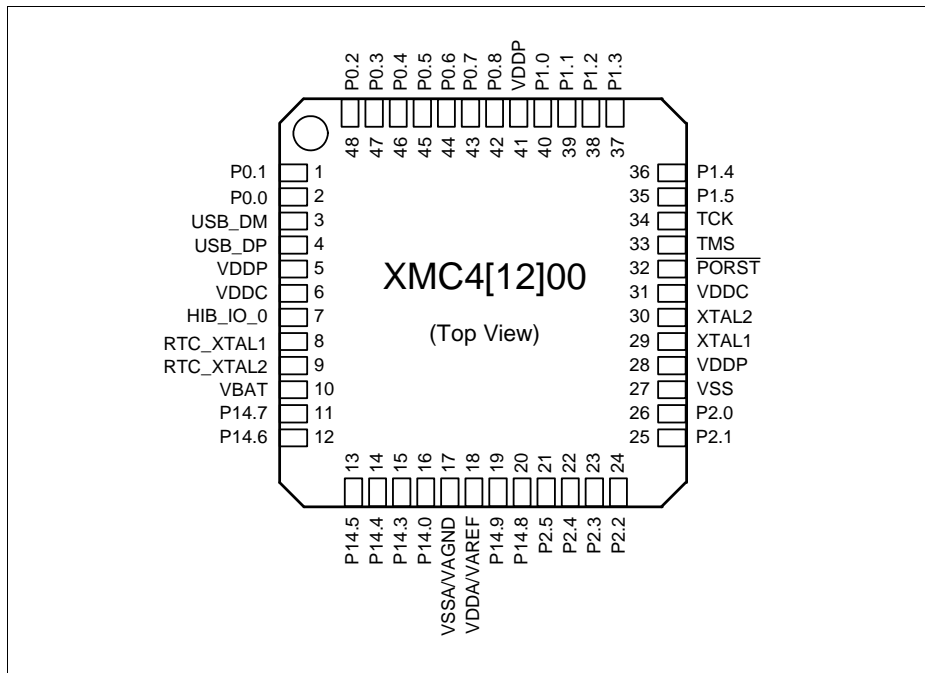 P0.2 P0.3 P0.4 P0.5 P0.6 P0.7 P0.8 VDDP P1.0 P1.1 P1.2 P1.3
48 47 46 45 44 43 42 41 40 39 38 37
P0.1 1
P0.0 2
USB_DM 3
USB_DP 4
VDDP 5
VDDC 6
HIB_IO_0 7
RTC_XTAL1 8
RTC_XTAL2 9
VBAT 10
P14.7 11
P14.6 12
XMC4[12]00
(Top View)
36 P1.4
35 P1.5
34 TCK
33 TMS
32 PORST
31 VDDC
30 XTAL2
29 XTAL1
28 VDDP
27 VSS
26 P2.0
25 P2.1
13 14 15 16 17 18 19 20 21 22 23 24
P14.5 P14.4 P14.3 P14.0 VSSA/VAGND VDDA/VAREF P14.9 P14.8 P2.5 P2.4 P2.3 P2.2